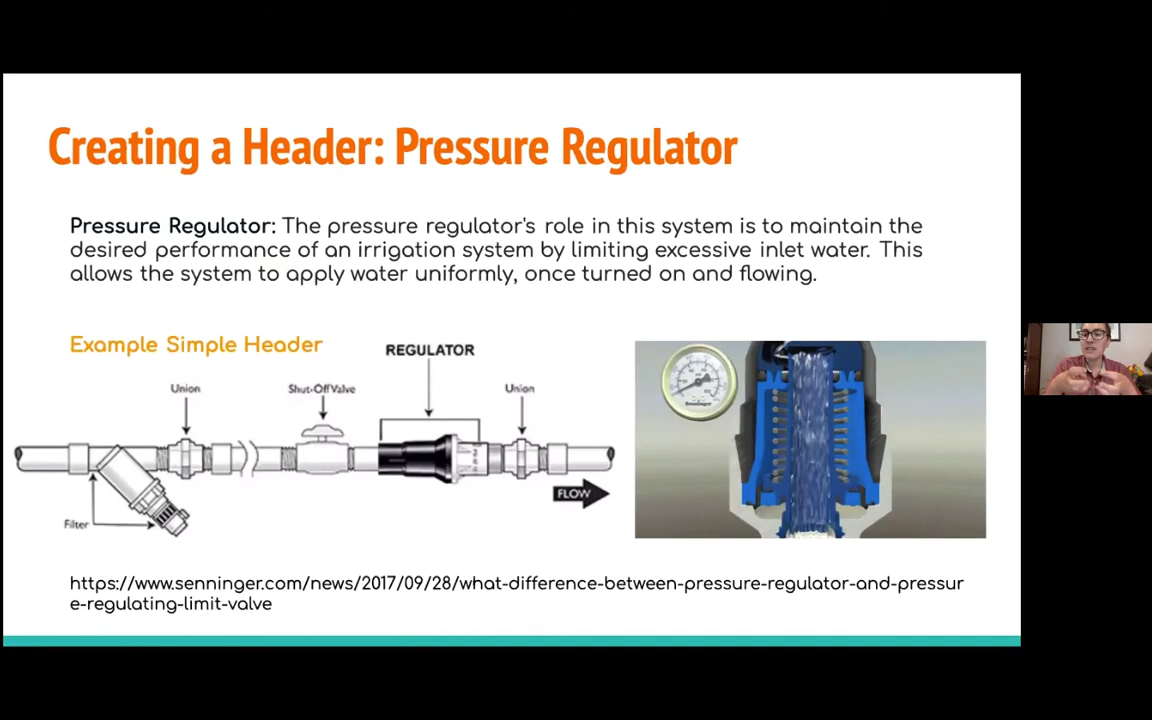 Creating a Header: Pressure Regulator
Pressure Regulator: The pressure regulator's role in this system is to maintain the
desired performance of an irrigation system by limiting excessive inlet water. This
allows the system to apply water uniformly, once turned on and flowing.
Example Simple Header
REGULATOR
Union
Shut-Off Valve
Union
Filter
FLOW
Senninger
https://www.senninger.com/news/2017/09/28/what-difference-between-pressure-regulator-and-pressur
e-regulating-limit-valve